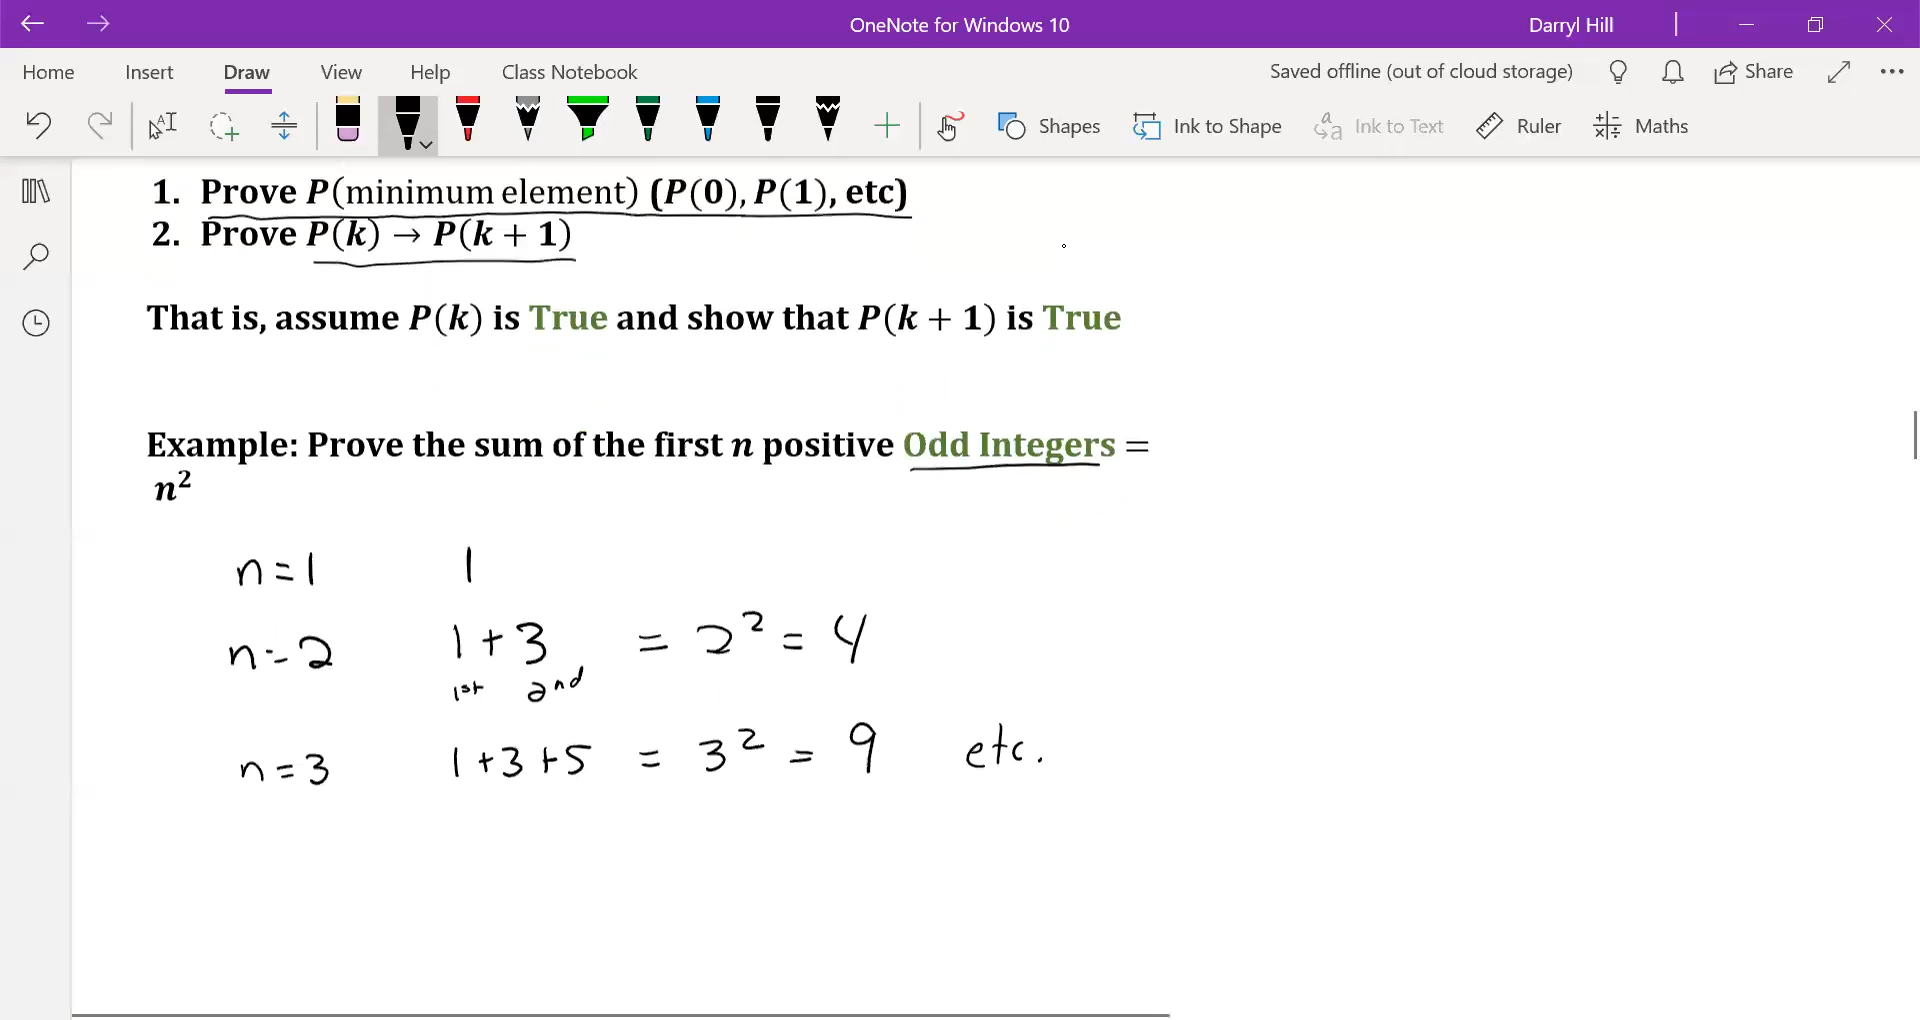 OneNote for Windows 10
Darryl Hill
Home Insert Draw View Help Class Notebook
Saved offline (out of cloud storage)
Share
Shapes
Ink to Shape
Ink to Text
Ruler
Maths
1. Prove P(minimum element) (P(0), P(1), etc)
2. Prove P(k) → P(k + 1)
That is, assume P(k) is True and show that P(k + 1) is True
Example: Prove the sum of the first n positive Odd Integers =
n²
n = 1 1
n = 2 1 + 3 = 2² = 4
1st 2nd
n = 3 1 + 3 + 5 = 3² = 9 etc.